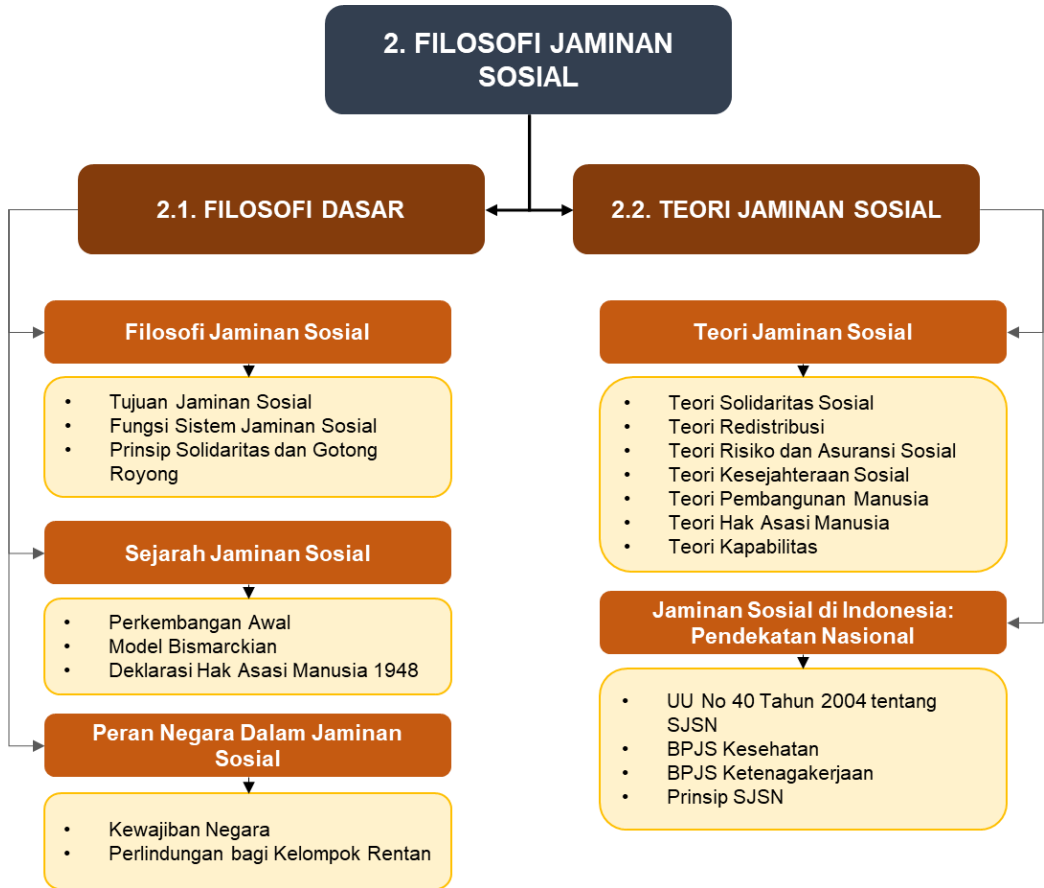 2. FILOSOFI JAMINAN
SOSIAL
2.1. FILOSOFI DASAR
Filosofi Jaminan Sosial
• Tujuan Jaminan Sosial
• Fungsi Sistem Jaminan Sosial
• Prinsip Solidaritas dan Gotong
Royong
Sejarah Jaminan Sosial
• Perkembangan Awal
• Model Bismarckian
• Deklarasi Hak Asasi Manusia 1948
Peran Negara Dalam Jaminan
Sosial
• Kewajiban Negara
• Perlindungan bagi Kelompok Rentan
2.2. TEORI JAMINAN SOSIAL
Teori Jaminan Sosial
• Teori Solidaritas Sosial
• Teori Redistribusi
• Teori Risiko dan Asuransi Sosial
• Teori Kesejahteraan Sosial
• Teori Pembangunan Manusia
• Teori Hak Asasi Manusia
• Teori Kapabilitas
Jaminan Sosial di Indonesia:
Pendekatan Nasional
• UU No 40 Tahun 2004 tentang
SJSN
• BPJS Kesehatan
• BPJS Ketenagakerjaan
• Prinsip SJSN